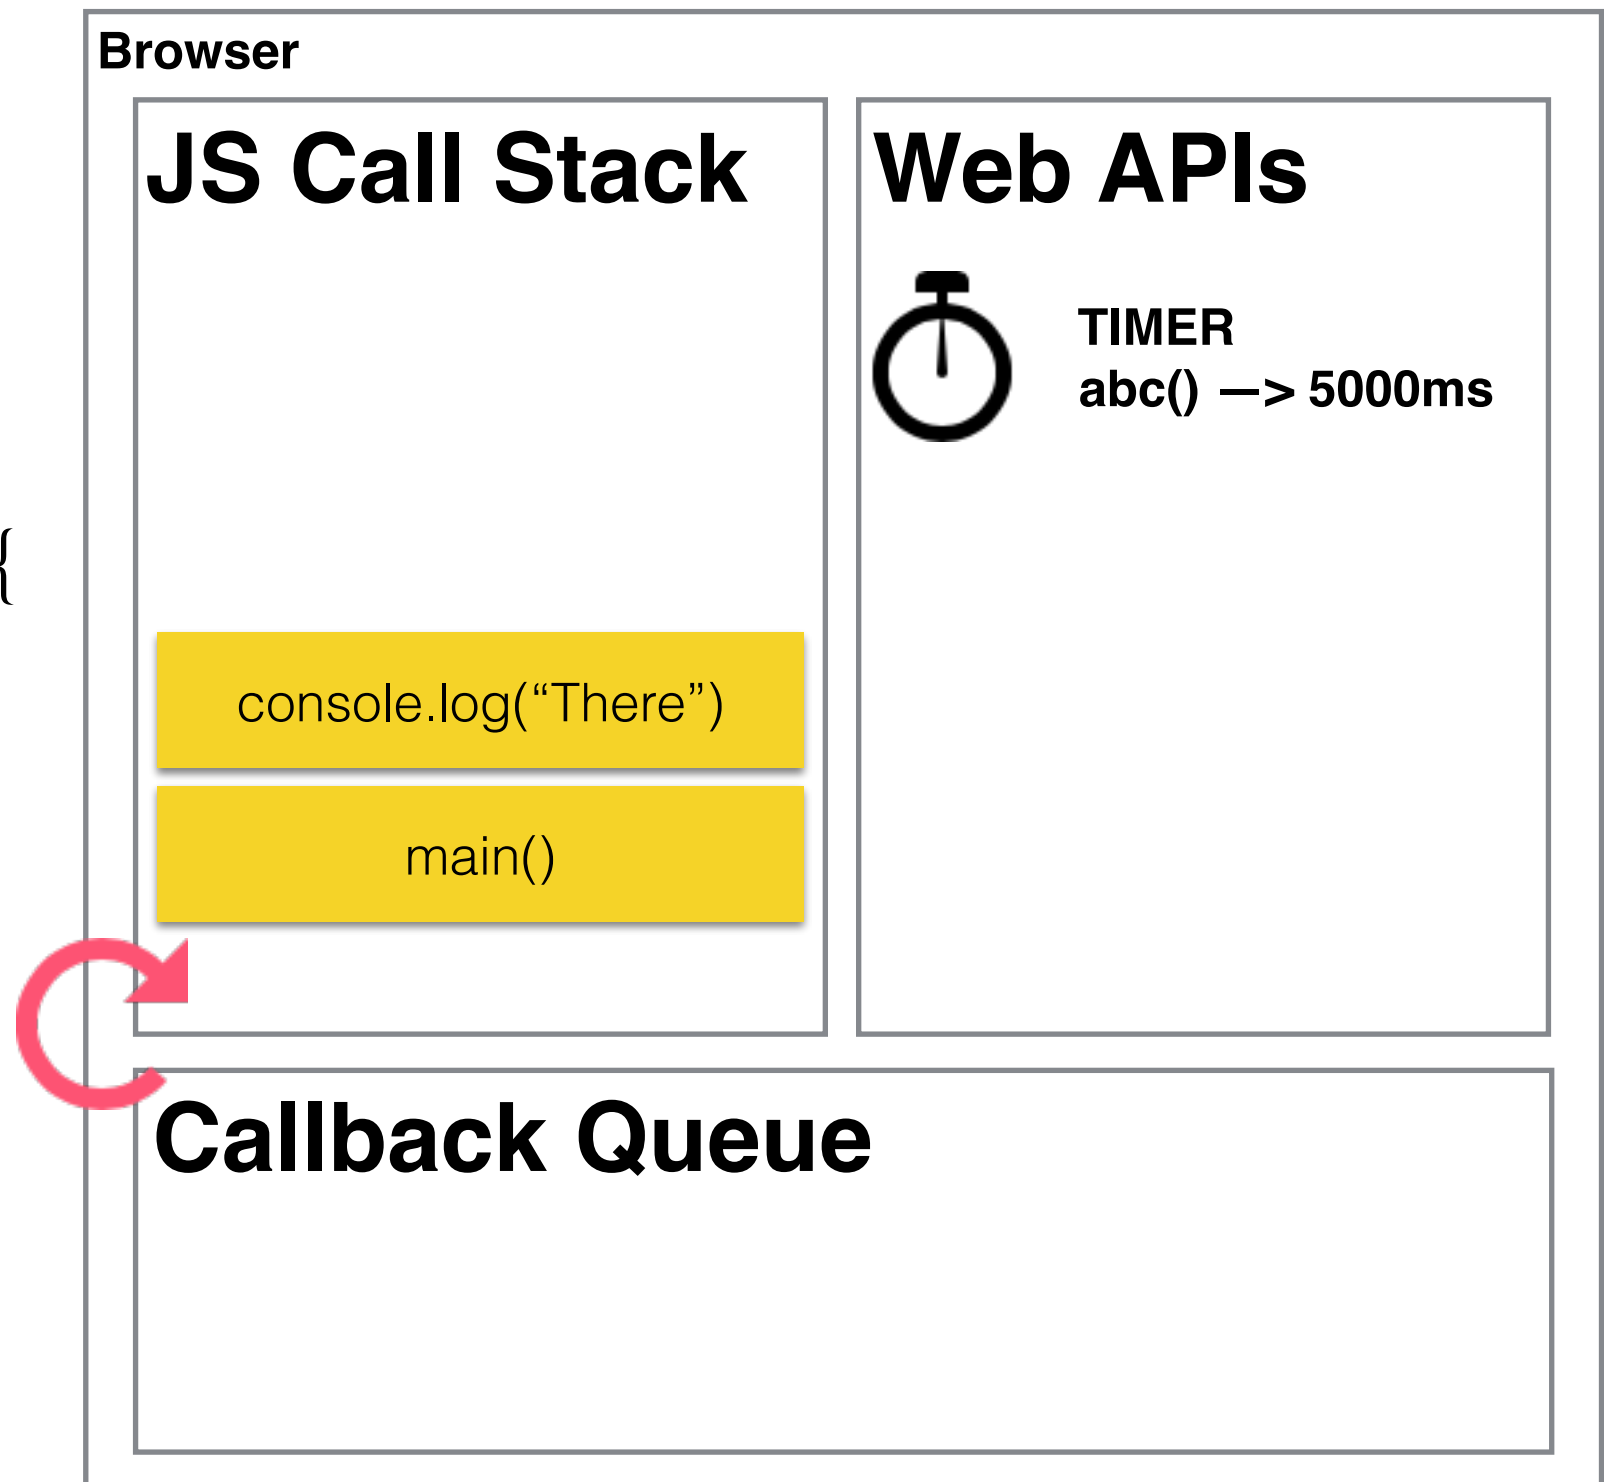 Browser
JS Call Stack
Web APIs
TIMER
abc() —> 5000ms
{
console.log(“There”)
main()
Callback Queue